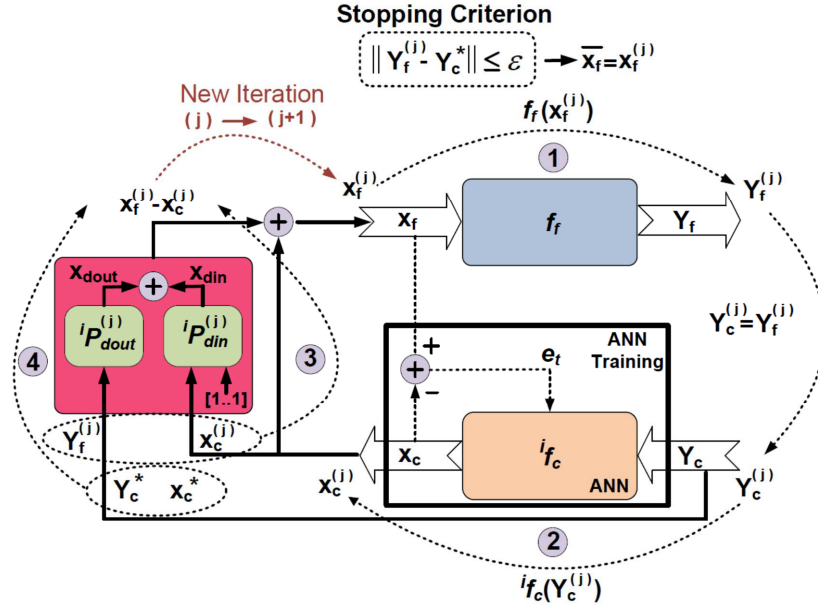 Stopping Criterion
|| Y_f^(j) - Y_c^* || ≤ ε → x̄_f = x_f^(j)
New Iteration
(j) → (j+1)
f_f(x_f^(j))
1
x_f^(j)
Y_f^(j)
x_f^(j)-x_c^(j)
+
x_f
f_f
Y_f
x_dout
+
x_din
iP_dout^(j)
iP_din^(j)
[1..1]
4
3
Y_c^(j)=Y_f^(j)
ANN
Training
+
+
e_t
−
Y_f^(j)
x_c^(j)
x_c
if_c
ANN
Y_c
Y_c^*
x_c^*
x_c^(j)
Y_c^(j)
2
if_c(Y_c^(j))